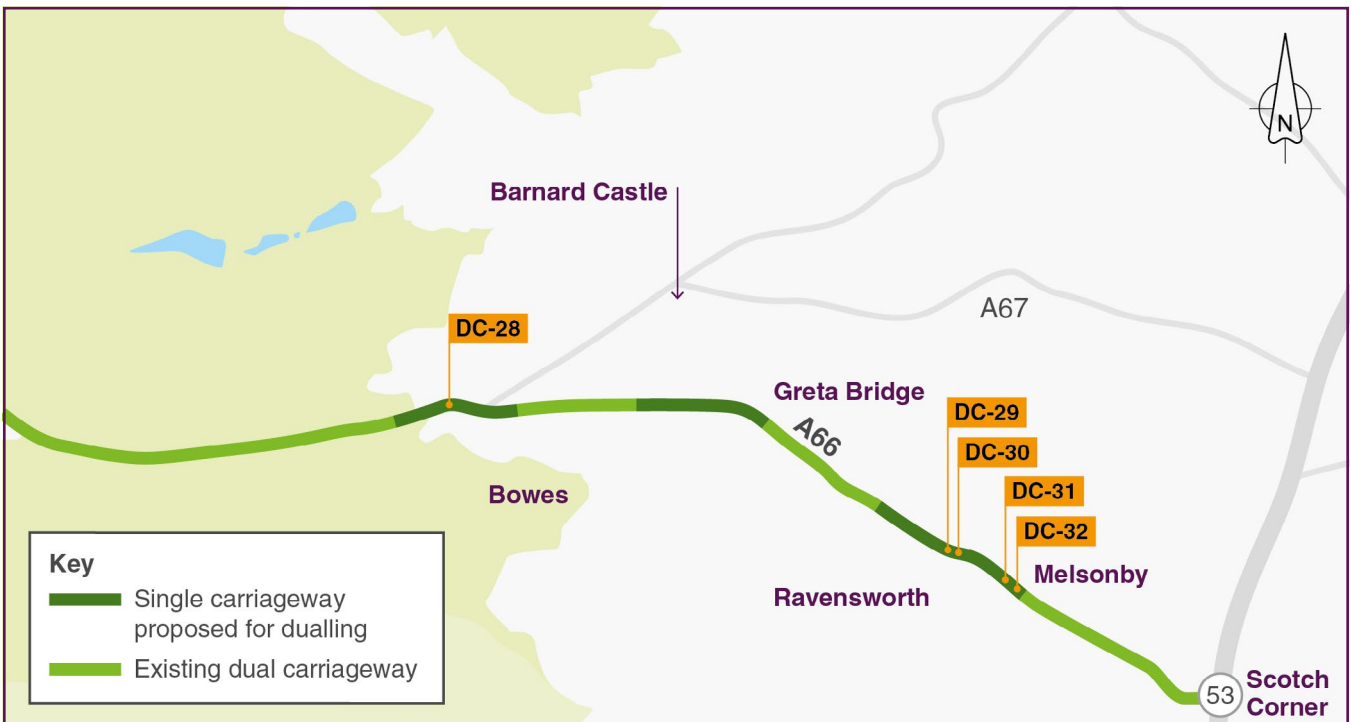 N
Barnard Castle
DC-28
A67
Greta Bridge
A66
DC-29
DC-30
DC-31
DC-32
Bowes
Melsonby
Ravensworth
53
Scotch
Corner
Key
Single carriageway
proposed for dualling
Existing dual carriageway